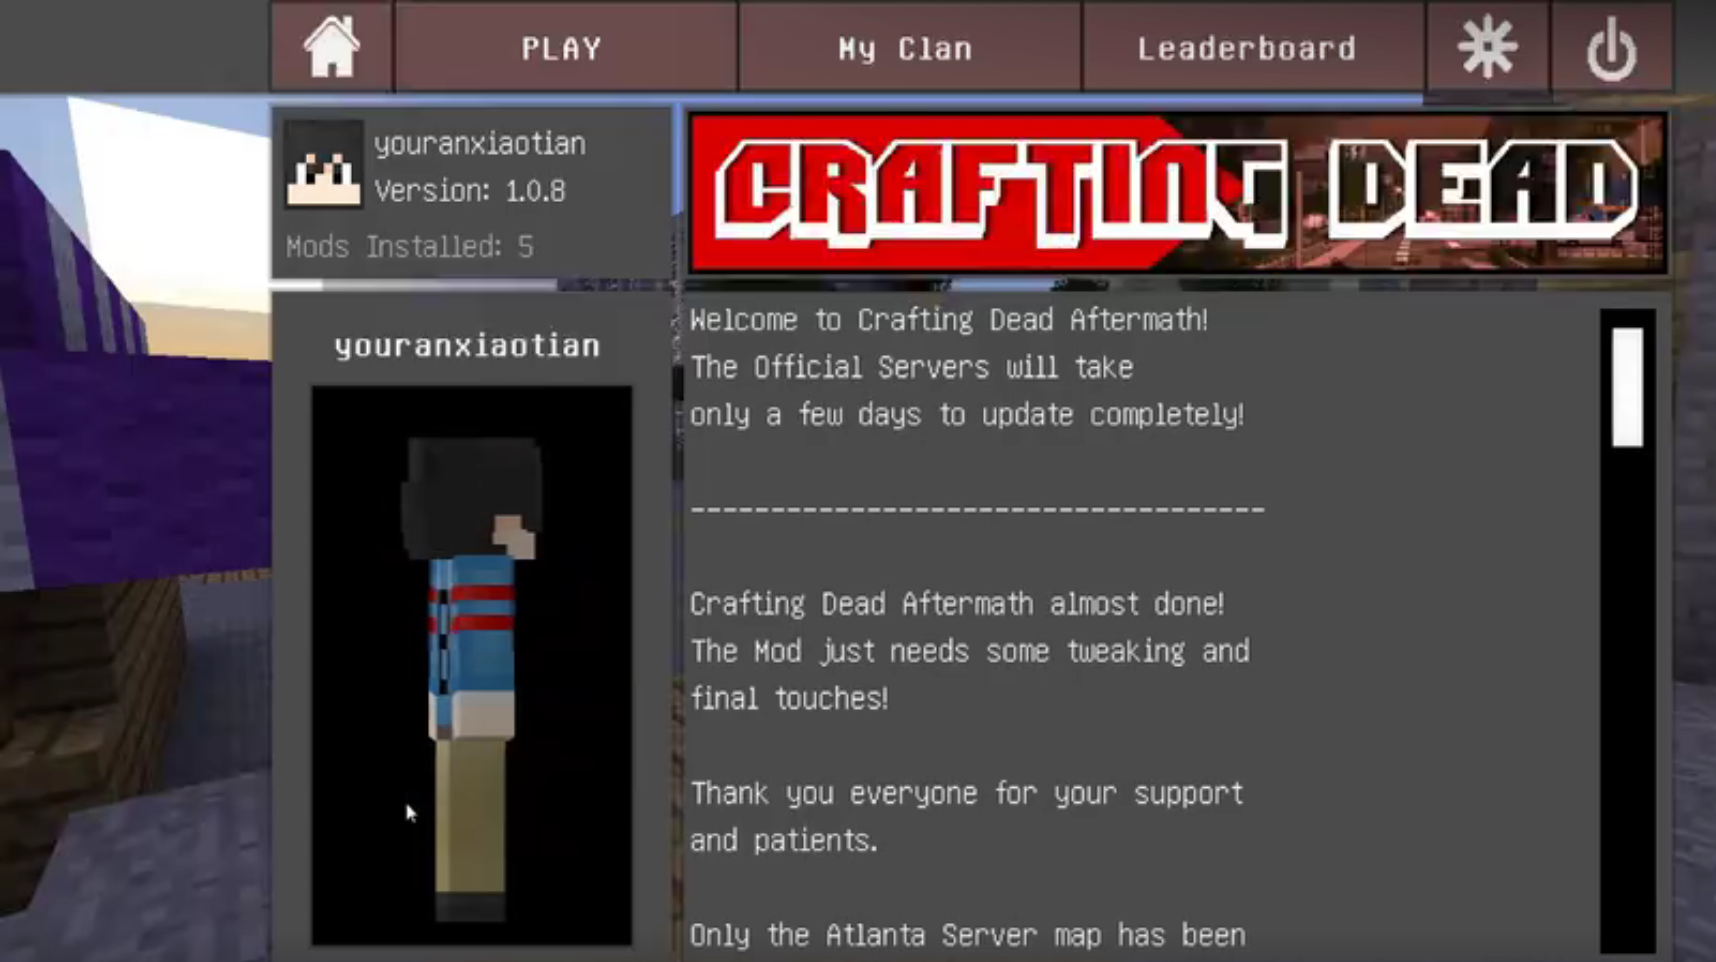 PLAY
My Clan
Leaderboard
youranxiaotian
Version: 1.0.8
Mods Installed: 5
CRAFTING DEAD
youranxiaotian
Welcome to Crafting Dead Aftermath!
The Official Servers will take
only a few days to update completely!
------------------------------------
Crafting Dead Aftermath almost done!
The Mod just needs some tweaking and
final touches!
Thank you everyone for your support
and patients.
Only the Atlanta Server map has been